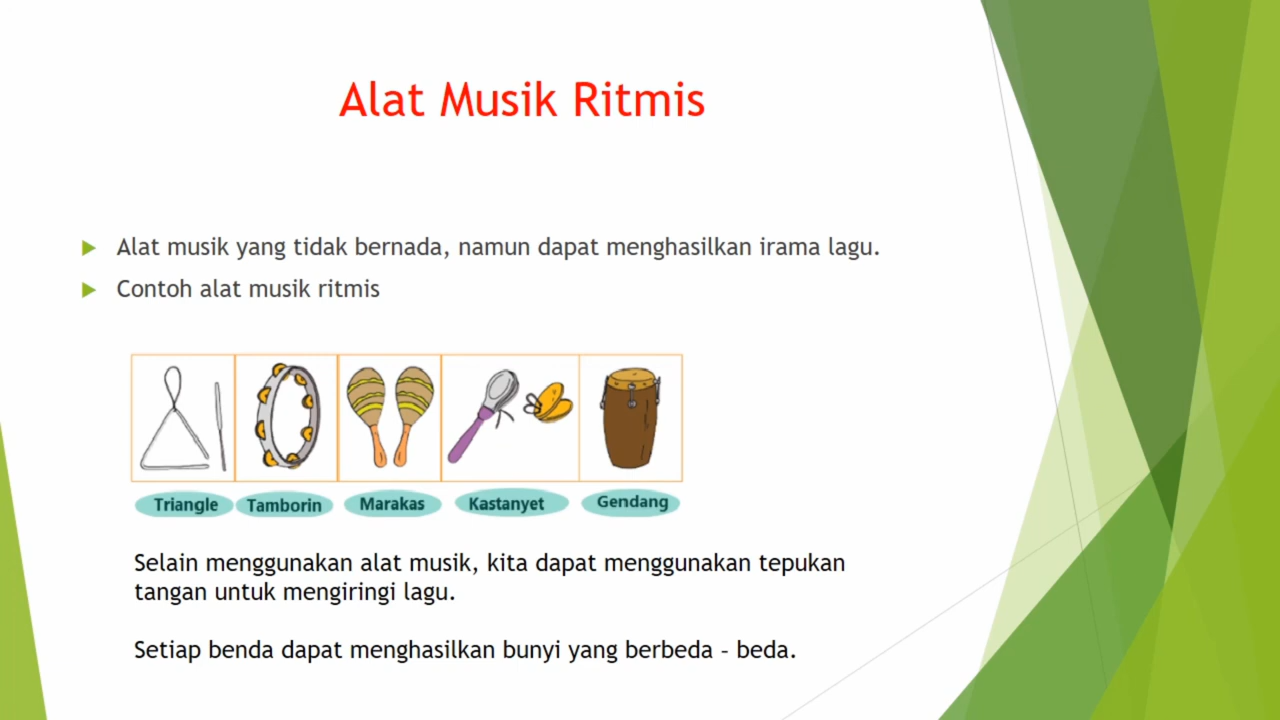 Alat Musik Ritmis
Alat musik yang tidak bernada, namun dapat menghasilkan irama lagu.
Contoh alat musik ritmis
Triangle Tamborin Marakas Kastanyet Gendang
Selain menggunakan alat musik, kita dapat menggunakan tepukan
tangan untuk mengiringi lagu.
Setiap benda dapat menghasilkan bunyi yang berbeda - beda.